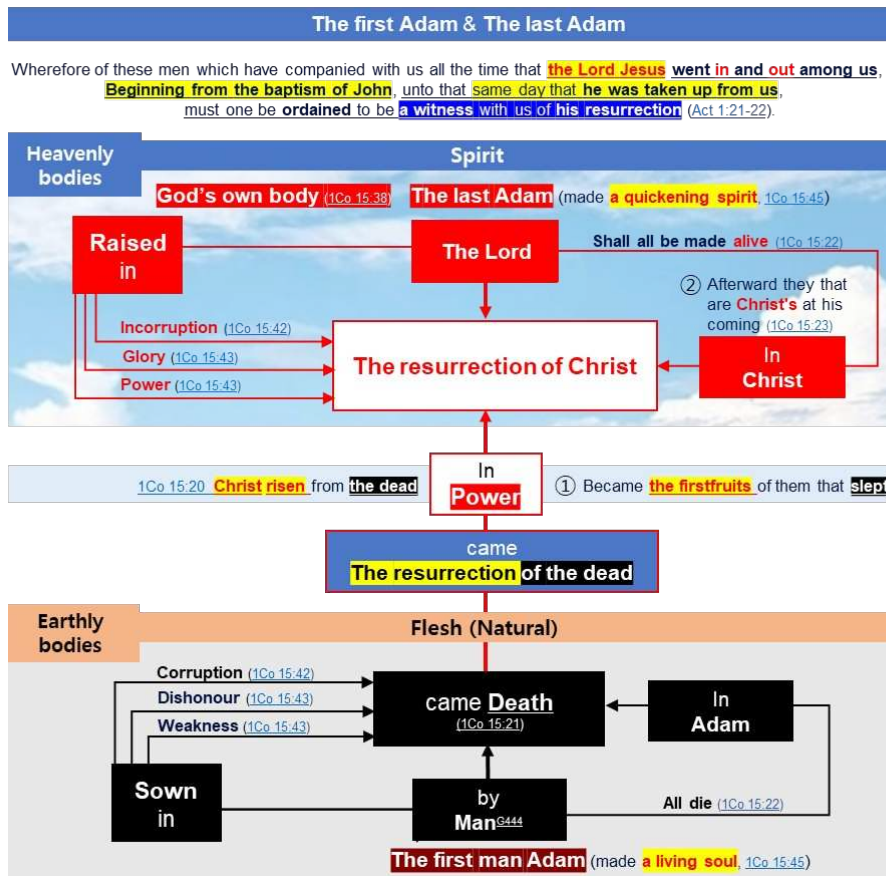 The first Adam & The last Adam
Wherefore of these men which have companied with us all the time that the Lord Jesus went in and out among us,
Beginning from the baptism of John, unto that same day that he was taken up from us,
must one be ordained to be a witness with us of his resurrection (Act 1:21-22).
Heavenly
bodies
Spirit
God's own body (1Co 15:38) The last Adam (made a quickening spirit, 1Co 15:45)
Raised
in
The Lord
Shall all be made alive (1Co 15:22)
② Afterward they that
are Christ's at his
coming (1Co 15:23)
Incorruption (1Co 15:42)
Glory (1Co 15:43)
Power (1Co 15:43)
The resurrection of Christ
In
Christ
1Co 15:20 Christ risen from the dead
In
Power
① Became the firstfruits of them that slept
came
The resurrection of the dead
Earthly
bodies
Flesh (Natural)
Corruption (1Co 15:42)
Dishonour (1Co 15:43)
Weakness (1Co 15:43)
came Death
(1Co 15:21)
In
Adam
Sown
in
by
ManG444
All die (1Co 15:22)
The first man Adam (made a living soul, 1Co 15:45)